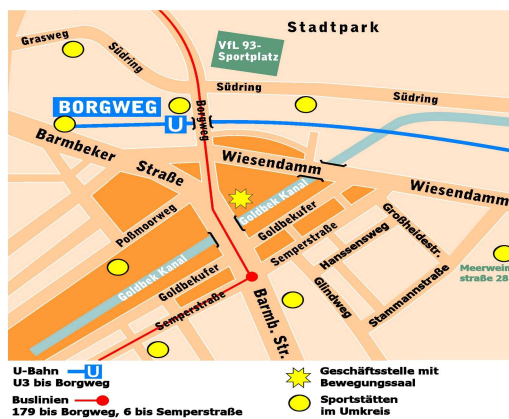 Stadtpark
Grasweg
Südring
VfL 93-
Sportplatz
Südring
Südring
BORGWEG
U
Borgweg
Barmbeker
Straße
Wiesendamm
Wiesendamm
Poßmoorweg
Goldbek Kanal
Goldbekufer
Semperstraße
Großheidestr.
Hanssensweg
Goldbek Kanal
Goldbekufer
Semperstraße
Glindweg
Stammannstraße
Meerwein
straße 28
Barmb. Str.
U-Bahn U
U3 bis Borgweg
Buslinien
179 bis Borgweg, 6 bis Semperstraße
Geschäftsstelle mit
Bewegungssaal
Sportstätten
im Umkreis